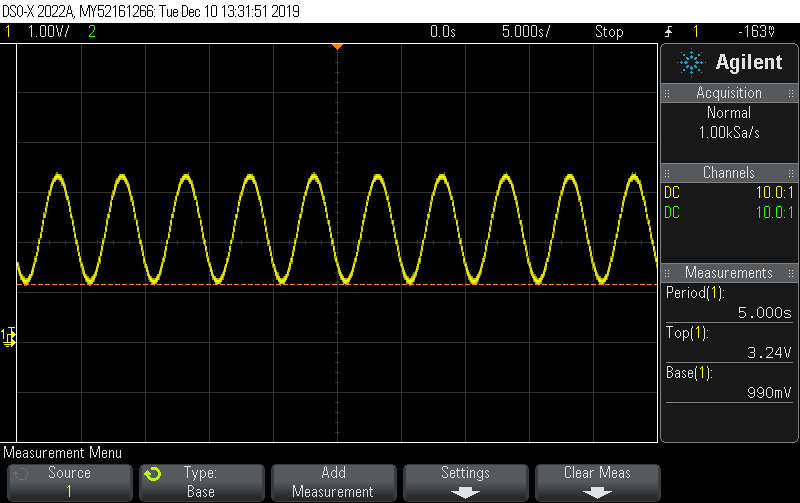 DSO-X 2022A, MY52161266: Tue Dec 10 13:31:51 2019
1 1.00V/ 2 0.0s 5.000s/ Stop 1 -163mV
Agilent
Acquisition
Normal
1.00kSa/s
Channels
DC 10.0:1
DC 10.0:1
Measurements
Period(1):
5.000s
Top(1):
3.24V
Base(1):
990mV
1
T
Measurement Menu
Source
1
Type:
Base
Add
Measurement
Settings
Clear Meas